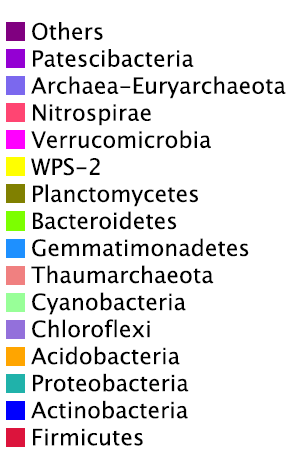 Others
Patescibacteria
Archaea-Euryarchaeota
Nitrospirae
Verrucomicrobia
WPS-2
Planctomycetes
Bacteroidetes
Gemmatimonadetes
Thaumarchaeota
Cyanobacteria
Chloroflexi
Acidobacteria
Proteobacteria
Actinobacteria
Firmicutes